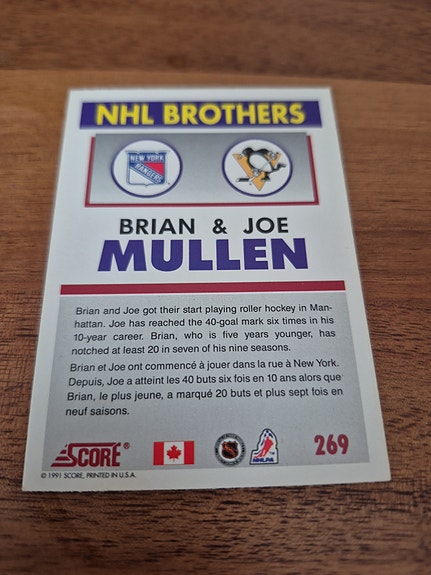 NHL BROTHERS
NEW YORK
RANGERS
BRIAN & JOE
MULLEN
Brian and Joe got their start playing roller hockey in Man-
hattan. Joe has reached the 40-goal mark six times in his
10-year career. Brian, who is five years younger, has
notched at least 20 in seven of his nine seasons.
Brian et Joe ont commencé à jouer dans la rue à New York.
Depuis, Joe a atteint les 40 buts six fois en 10 ans alors que
Brian, le plus jeune, a marqué 20 buts et plus sept fois en
neuf saisons.
SCORE®
NHLPA
269
© 1991 SCORE, PRINTED IN U.S.A.